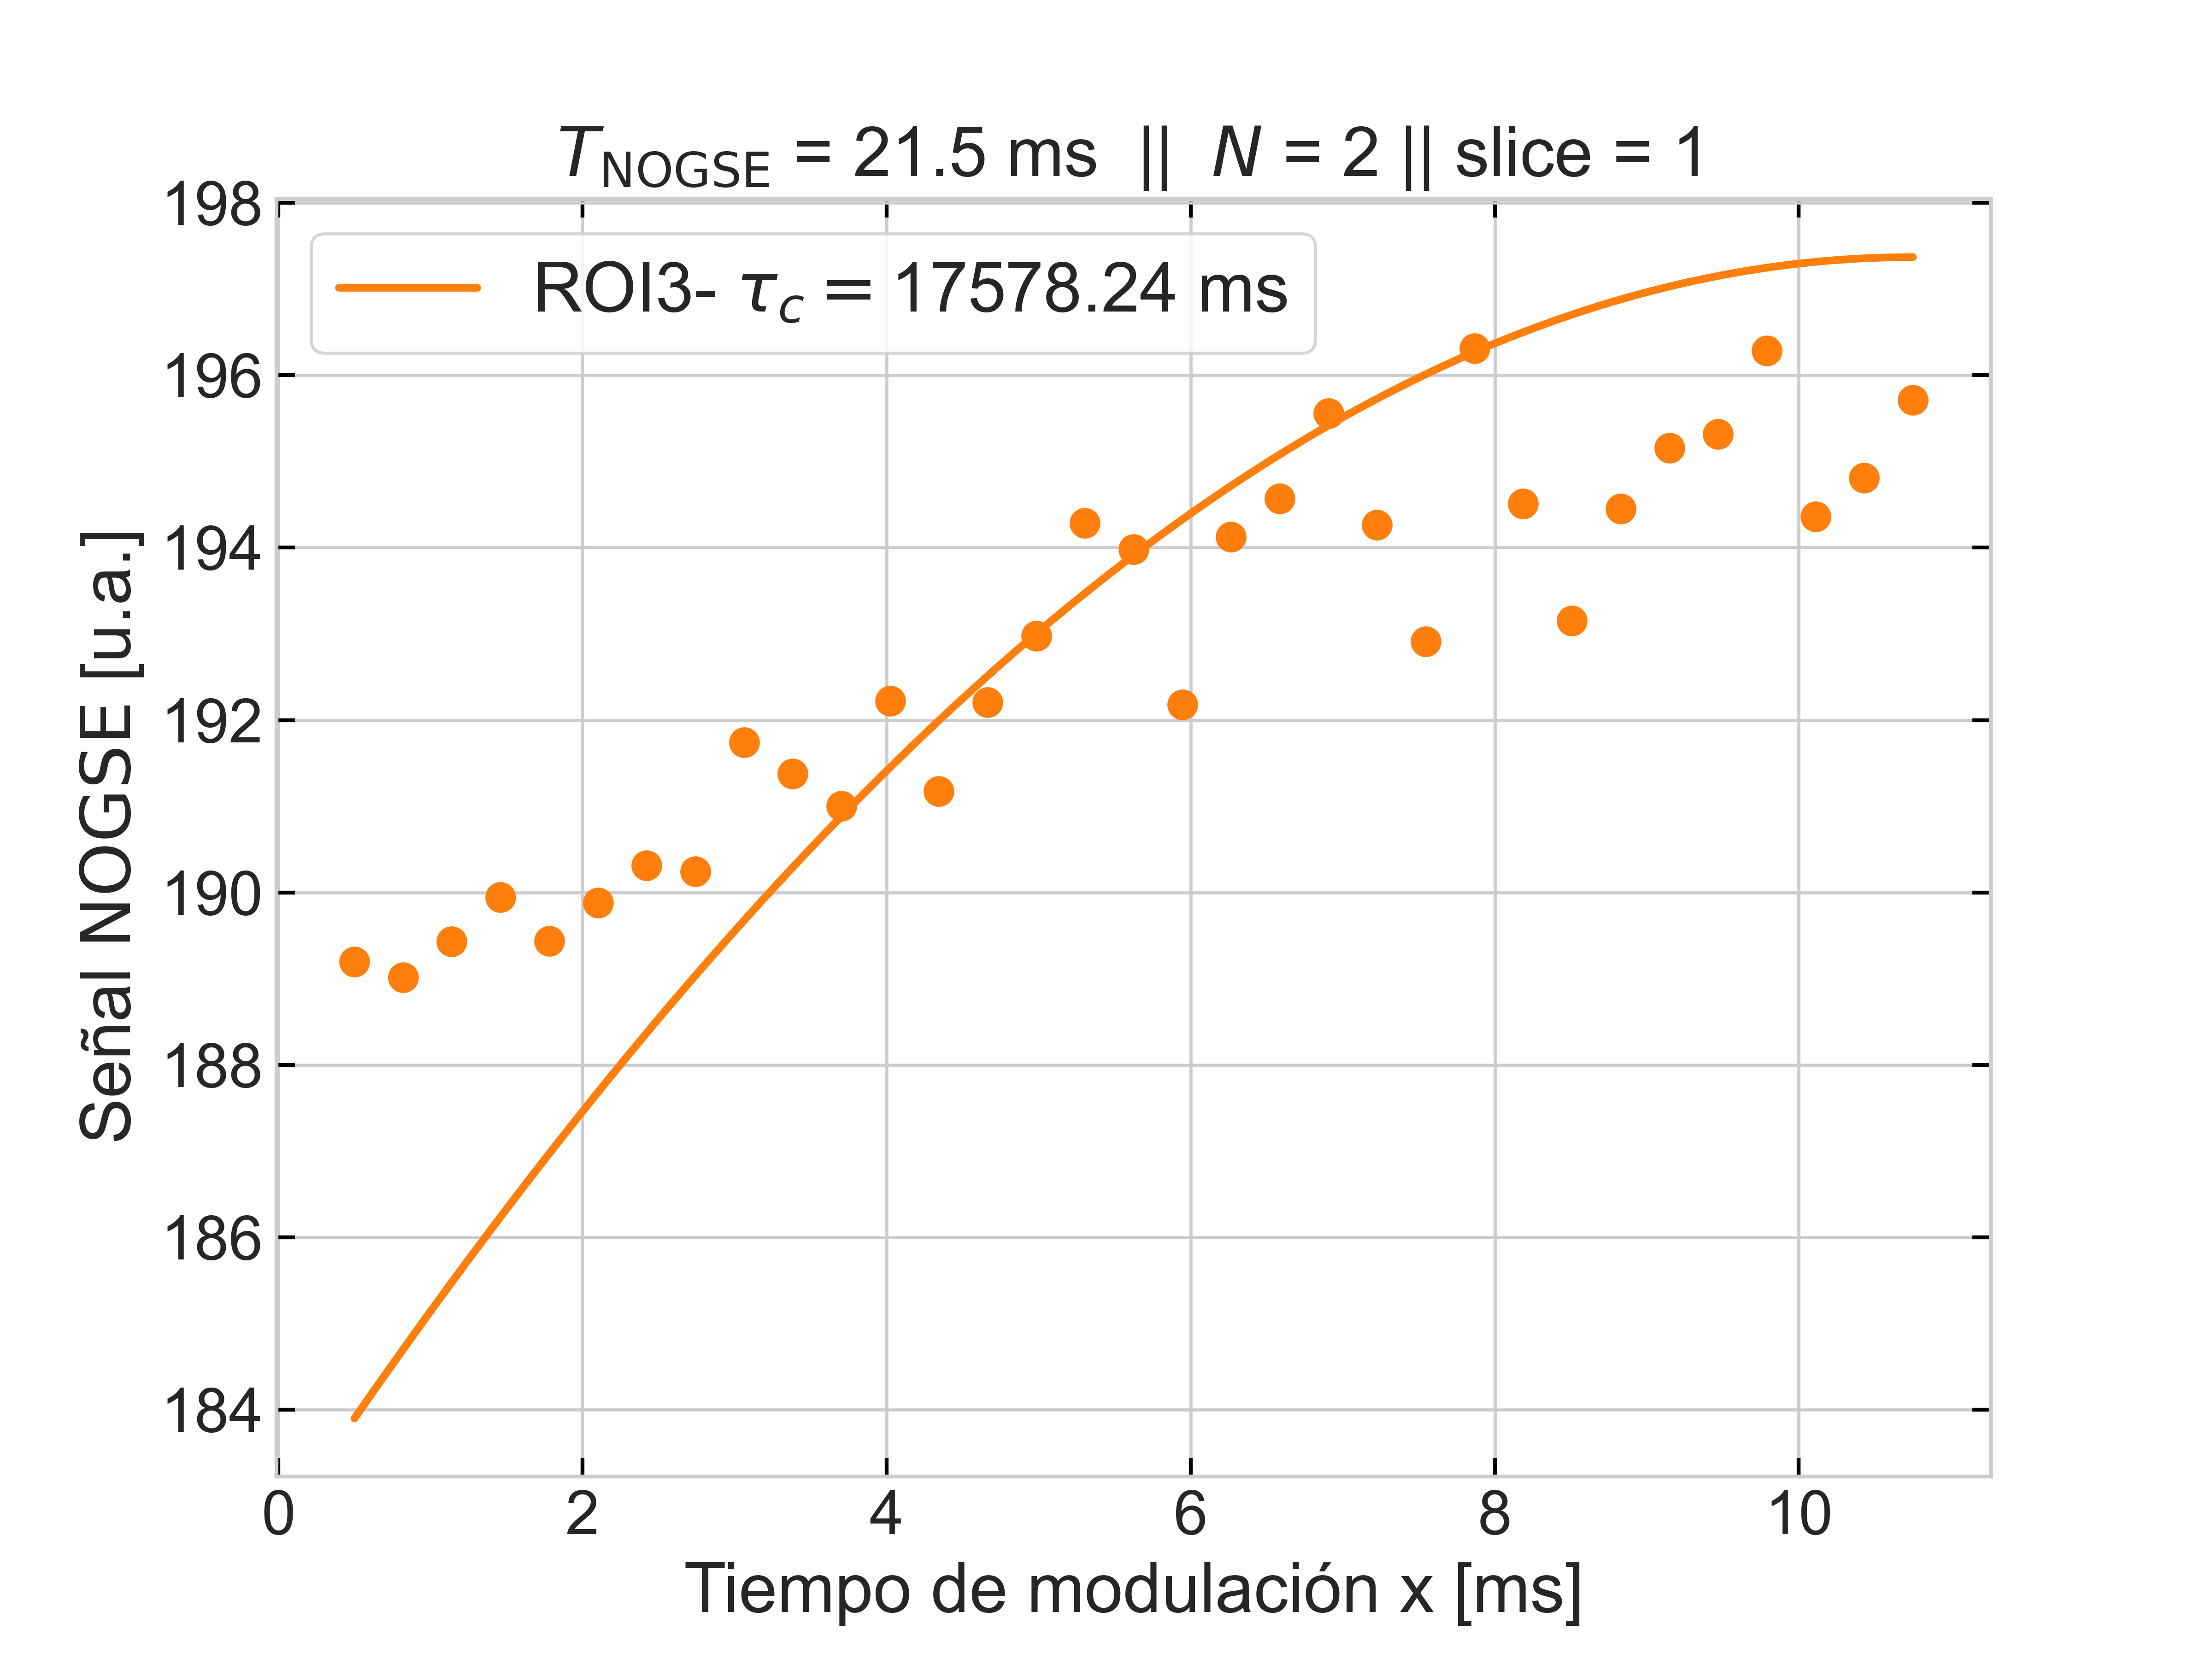 T_NOGSE = 21.5 ms || N = 2 || slice = 1
ROI3- τ_c = 17578.24 ms
198
196
194
192
190
188
186
184
Señal NOGSE [u.a.]
0 2 4 6 8 10
Tiempo de modulación x [ms]